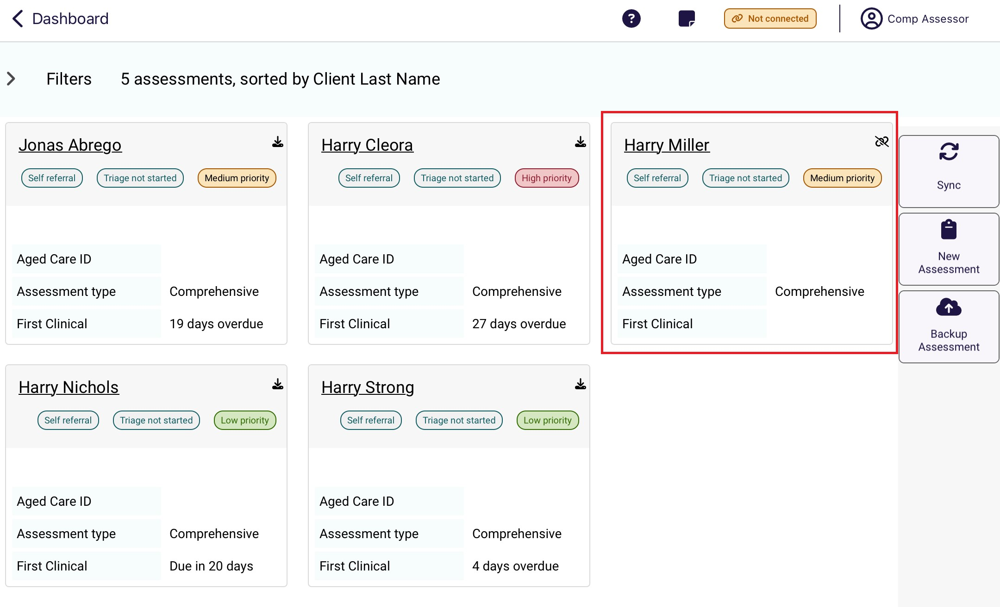 Dashboard
?
Not connected
Comp Assessor
Filters
5 assessments, sorted by Client Last Name
Jonas Abrego
Self referral
Triage not started
Medium priority
Aged Care ID
Assessment type
Comprehensive
First Clinical
19 days overdue
Harry Cleora
Self referral
Triage not started
High priority
Aged Care ID
Assessment type
Comprehensive
First Clinical
27 days overdue
Harry Miller
Self referral
Triage not started
Medium priority
Aged Care ID
Assessment type
Comprehensive
First Clinical
Sync
New
Assessment
Backup
Assessment
Harry Nichols
Self referral
Triage not started
Low priority
Aged Care ID
Assessment type
Comprehensive
First Clinical
Due in 20 days
Harry Strong
Self referral
Triage not started
Low priority
Aged Care ID
Assessment type
Comprehensive
First Clinical
4 days overdue